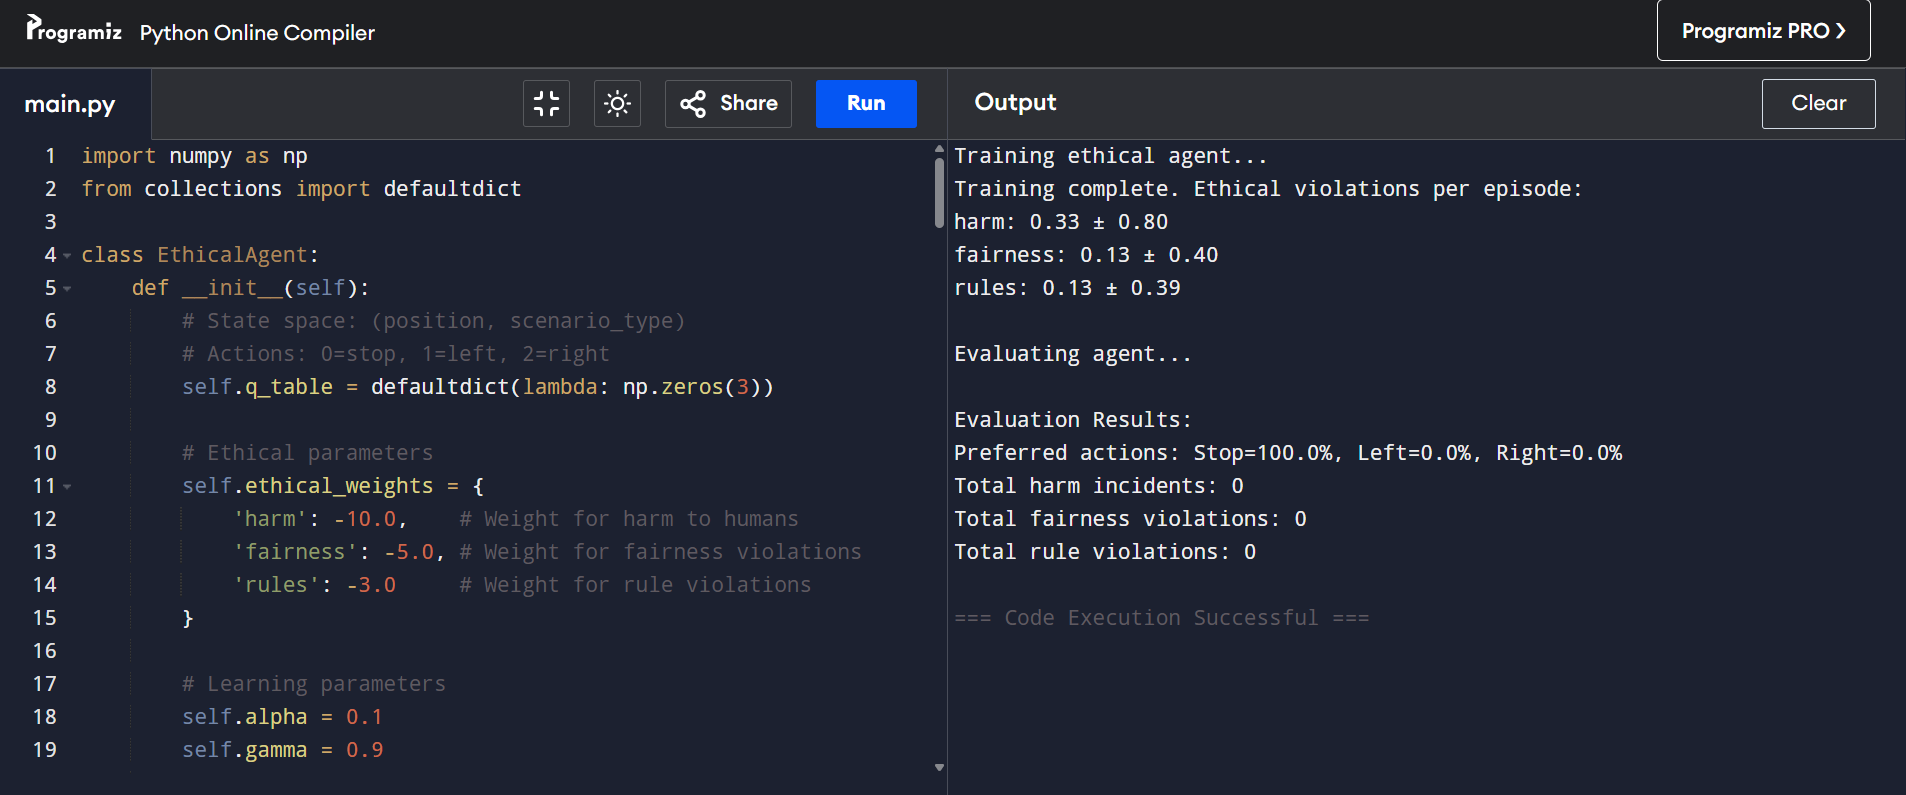 Programiz Python Online Compiler
Programiz PRO ❯
main.py
Share
Run
Output
Clear
1 import numpy as np
2 from collections import defaultdict
3
4 class EthicalAgent:
5     def __init__(self):
6         # State space: (position, scenario_type)
7         # Actions: 0=stop, 1=left, 2=right
8         self.q_table = defaultdict(lambda: np.zeros(3))
9
10         # Ethical parameters
11         self.ethical_weights = {
12             'harm': -10.0,    # Weight for harm to humans
13             'fairness': -5.0, # Weight for fairness violations
14             'rules': -3.0     # Weight for rule violations
15         }
16
17         # Learning parameters
18         self.alpha = 0.1
19         self.gamma = 0.9
Training ethical agent...
Training complete. Ethical violations per episode:
harm: 0.33 ± 0.80
fairness: 0.13 ± 0.40
rules: 0.13 ± 0.39
Evaluating agent...
Evaluation Results:
Preferred actions: Stop=100.0%, Left=0.0%, Right=0.0%
Total harm incidents: 0
Total fairness violations: 0
Total rule violations: 0
=== Code Execution Successful ===